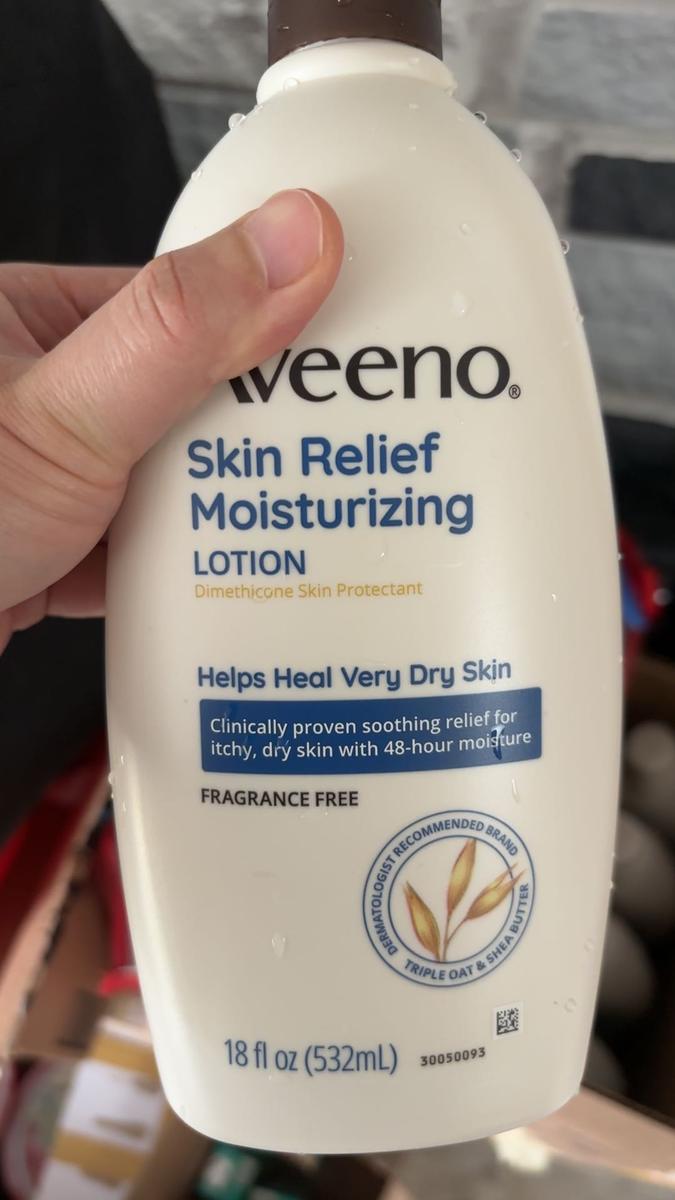 Aveeno®
Skin Relief
Moisturizing
LOTION
Dimethicone Skin Protectant
Helps Heal Very Dry Skin
Clinically proven soothing relief for
itchy, dry skin with 48-hour moisture
FRAGRANCE FREE
DERMATOLOGIST RECOMMENDED BRAND
TRIPLE OAT & SHEA BUTTER
18 fl oz (532mL)
30050093